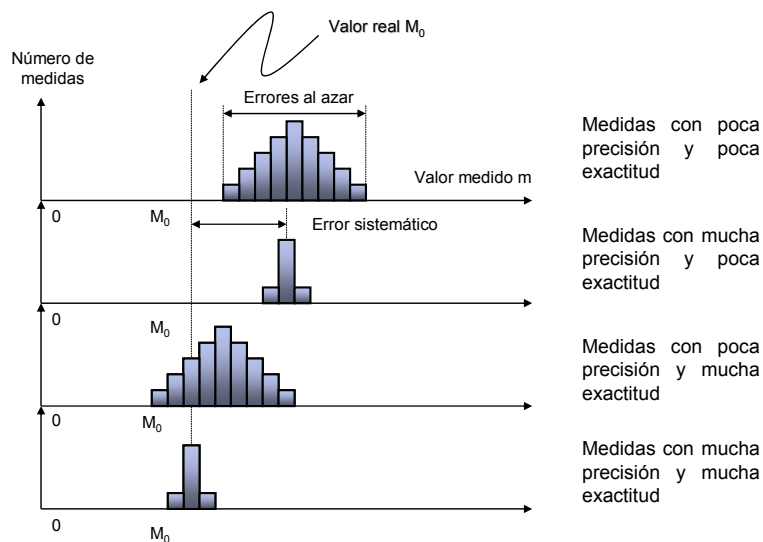 Valor real M₀
Número de
medidas
Errores al azar
Medidas con poca
precisión y poca
exactitud
Valor medido m
0
M₀
Error sistemático
Medidas con mucha
precisión y poca
exactitud
0
M₀
Medidas con poca
precisión y mucha
exactitud
0
M₀
Medidas con mucha
precisión y mucha
exactitud
0
M₀